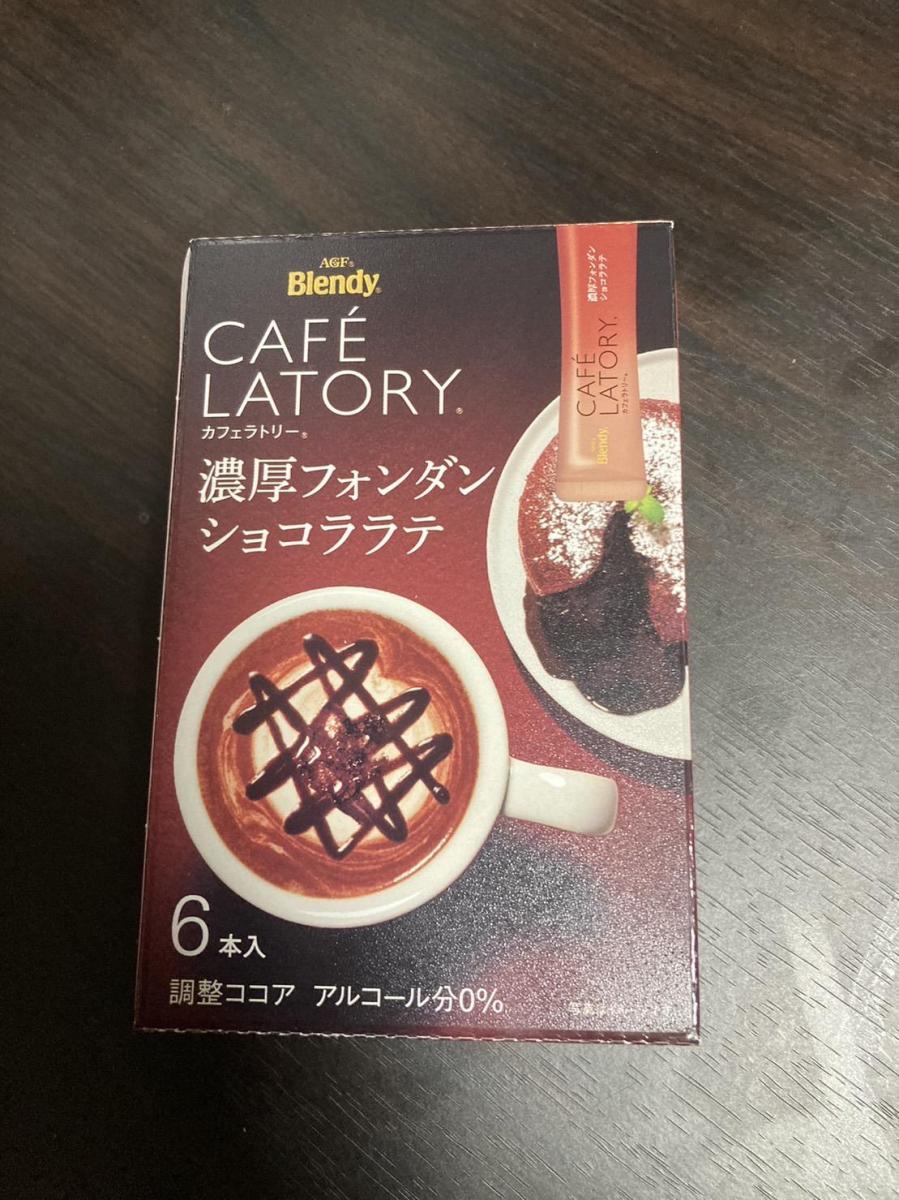 AGF®
Blendy®
CAFÉ
LATORY®
カフェラトリー®
濃厚フォンダン
ショコララテ
濃厚フォンダン
ショコララテ
CAFÉ
LATORY®
カフェラトリー®
Blendy®
6本入
調整ココア アルコール分0%